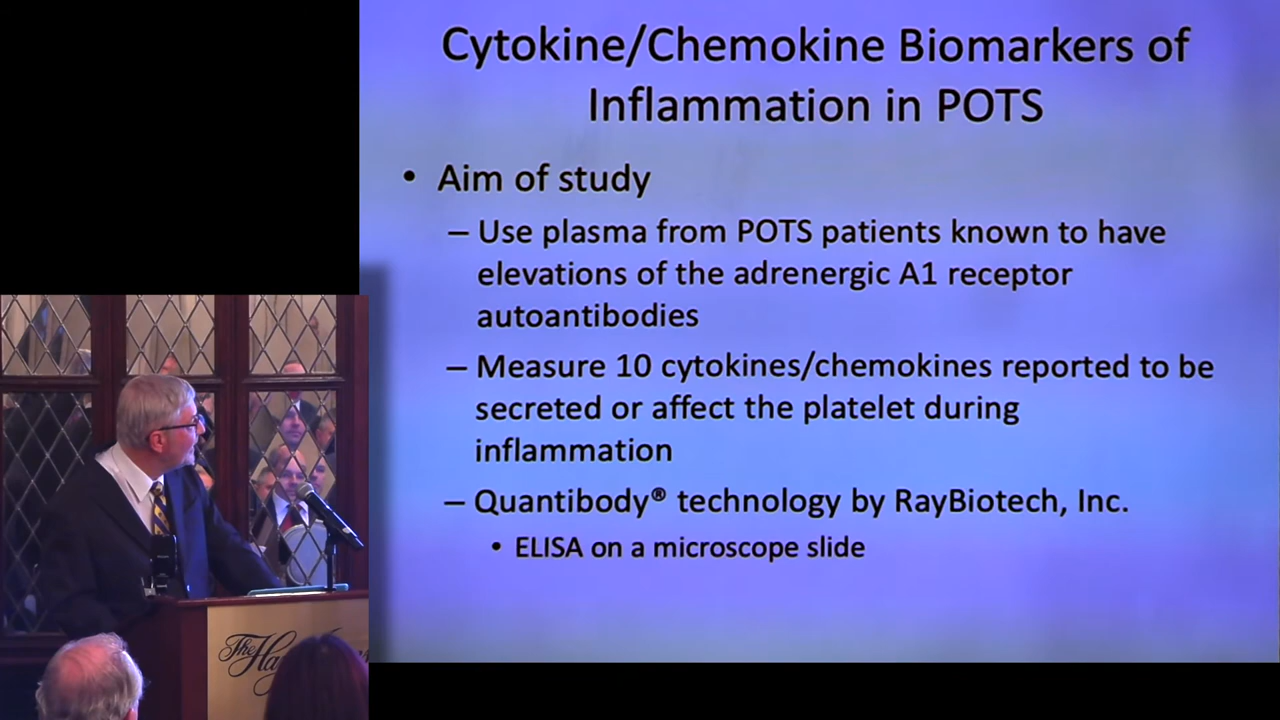 Cytokine/Chemokine Biomarkers of
Inflammation in POTS
• Aim of study
– Use plasma from POTS patients known to have
elevations of the adrenergic A1 receptor
autoantibodies
– Measure 10 cytokines/chemokines reported to be
secreted or affect the platelet during
inflammation
– Quantibody® technology by RayBiotech, Inc.
• ELISA on a microscope slide
The